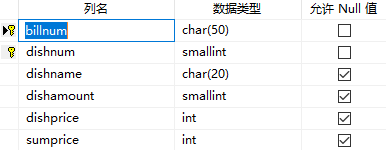 列名 数据类型 允许 Null 值
billnum char(50)
dishnum smallint
dishname char(20)
dishamount smallint
dishprice int
sumprice int